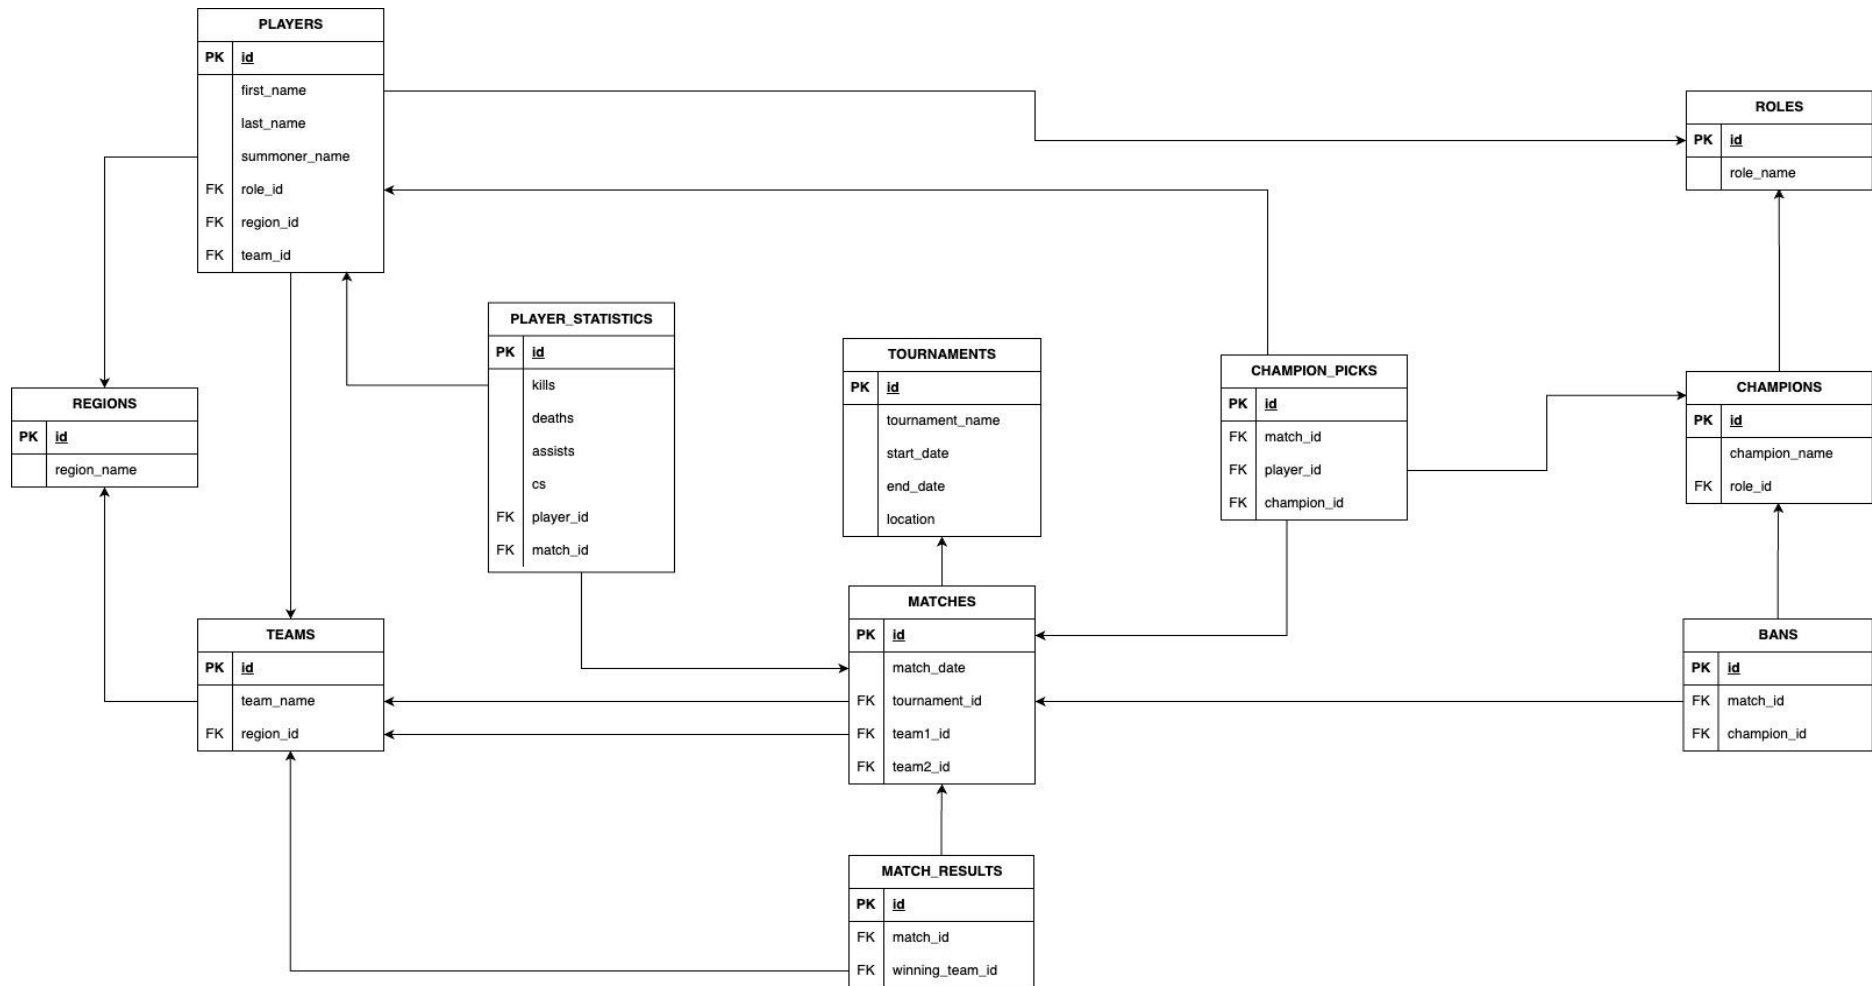 PLAYERS
PK id
first_name
last_name
summoner_name
FK role_id
FK region_id
FK team_id
ROLES
PK id
role_name
PLAYER_STATISTICS
PK id
kills
deaths
assists
cs
FK player_id
FK match_id
TOURNAMENTS
PK id
tournament_name
start_date
end_date
location
CHAMPION_PICKS
PK id
FK match_id
FK player_id
FK champion_id
CHAMPIONS
PK id
champion_name
FK role_id
REGIONS
PK id
region_name
TEAMS
PK id
team_name
FK region_id
MATCHES
PK id
match_date
FK tournament_id
FK team1_id
FK team2_id
BANS
PK id
FK match_id
FK champion_id
MATCH_RESULTS
PK id
FK match_id
FK winning_team_id